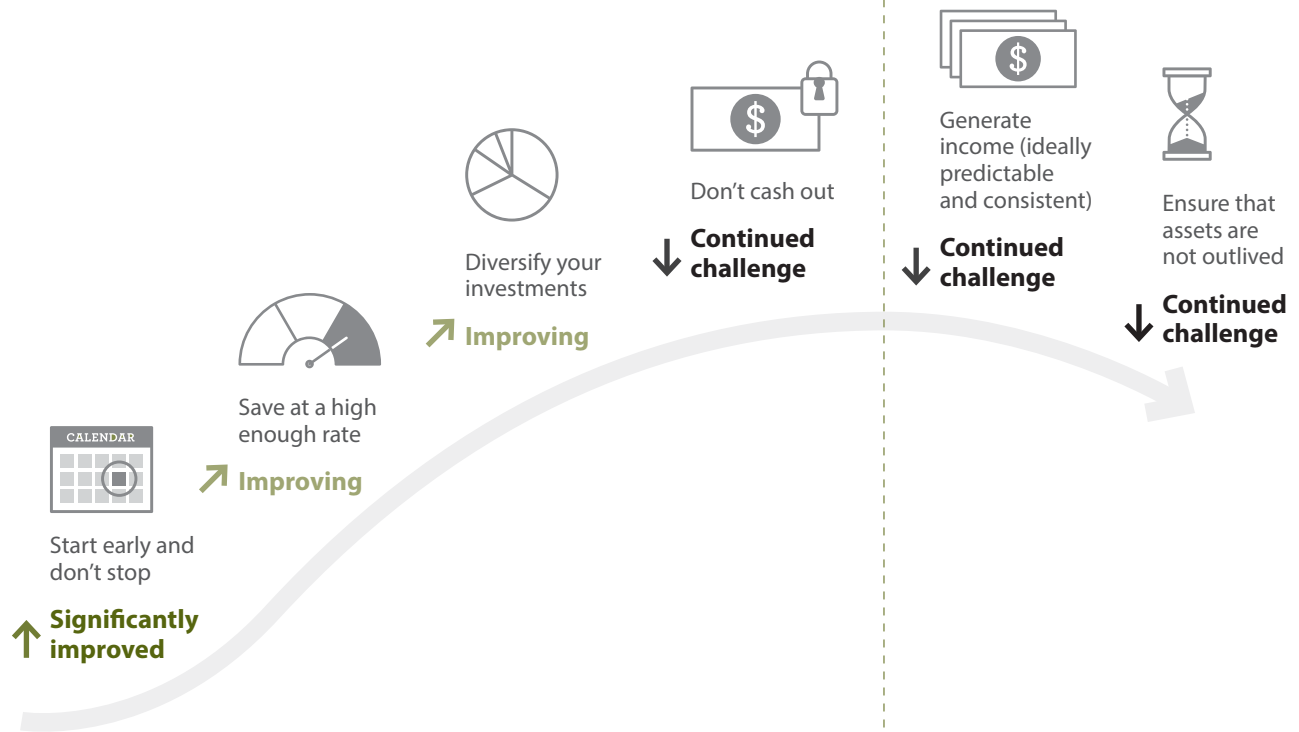 CALENDAR
Start early and
don’t stop
Significantly
improved
Save at a high
enough rate
Improving
Diversify your
investments
Improving
$
Don’t cash out
Continued
challenge
$
Generate
income (ideally
predictable
and consistent)
Continued
challenge
Ensure that
assets are
not outlived
Continued
challenge